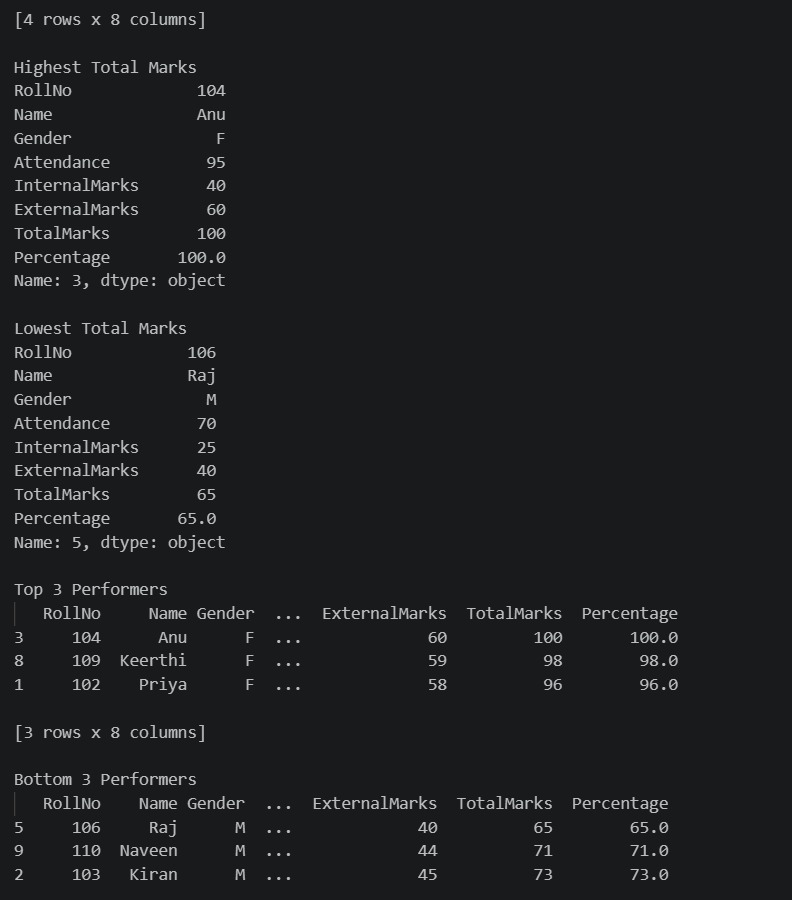 [4 rows x 8 columns]
Highest Total Marks
RollNo 104
Name Anu
Gender F
Attendance 95
InternalMarks 40
ExternalMarks 60
TotalMarks 100
Percentage 100.0
Name: 3, dtype: object
Lowest Total Marks
RollNo 106
Name Raj
Gender M
Attendance 70
InternalMarks 25
ExternalMarks 40
TotalMarks 65
Percentage 65.0
Name: 5, dtype: object
Top 3 Performers
RollNo Name Gender ... ExternalMarks TotalMarks Percentage
3 104 Anu F ... 60 100 100.0
8 109 Keerthi F ... 59 98 98.0
1 102 Priya F ... 58 96 96.0
[3 rows x 8 columns]
Bottom 3 Performers
RollNo Name Gender ... ExternalMarks TotalMarks Percentage
5 106 Raj M ... 40 65 65.0
9 110 Naveen M ... 44 71 71.0
2 103 Kiran M ... 45 73 73.0